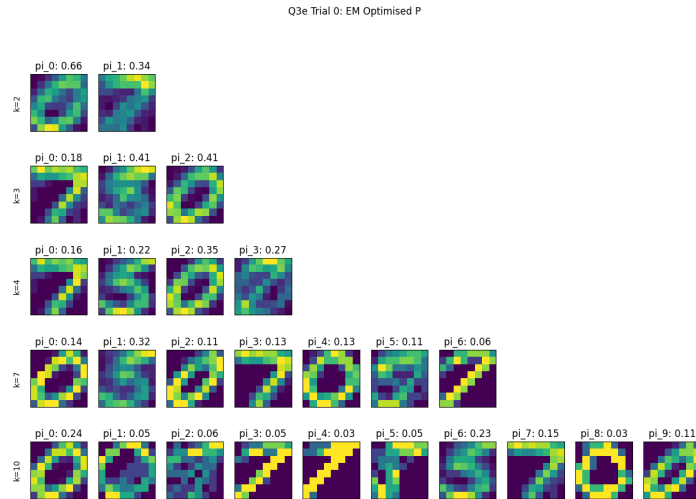 Q3e Trial 0: EM Optimised P
pi_0: 0.66 pi_1: 0.34
k=2
pi_0: 0.18 pi_1: 0.41 pi_2: 0.41
k=3
pi_0: 0.16 pi_1: 0.22 pi_2: 0.35 pi_3: 0.27
k=4
pi_0: 0.14 pi_1: 0.32 pi_2: 0.11 pi_3: 0.13 pi_4: 0.13 pi_5: 0.11 pi_6: 0.06
k=7
pi_0: 0.24 pi_1: 0.05 pi_2: 0.06 pi_3: 0.05 pi_4: 0.03 pi_5: 0.05 pi_6: 0.23 pi_7: 0.15 pi_8: 0.03 pi_9: 0.11
k=10